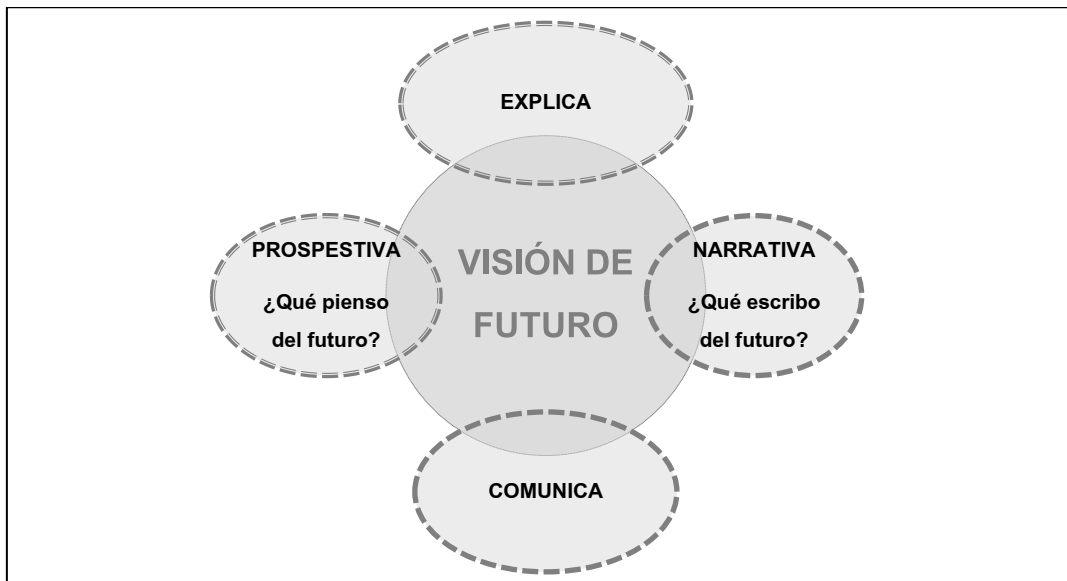 EXPLICA
PROSPESTIVA
¿Qué pienso
del futuro?
VISIÓN DE
FUTURO
NARRATIVA
¿Qué escribo
del futuro?
COMUNICA